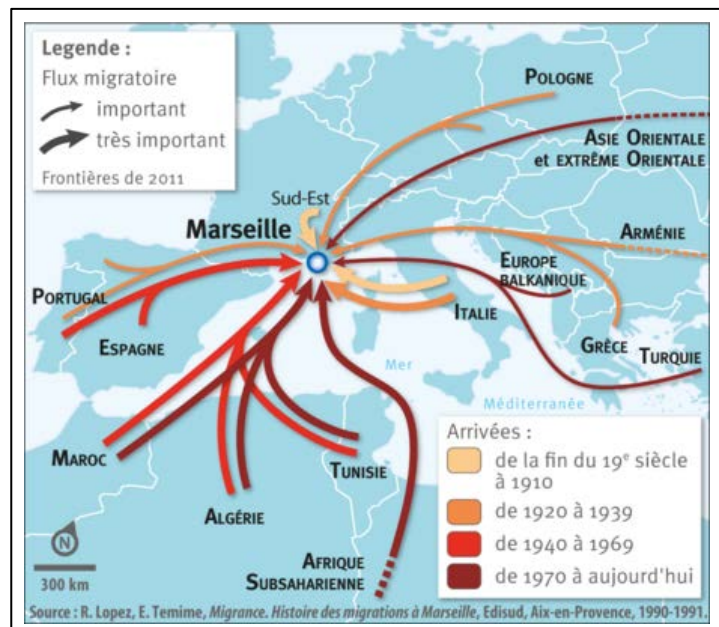 Legende :
Flux migratoire
important
très important
Frontières de 2011
POLOGNE
ASIE ORIENTALE
ET EXTRÊME ORIENTALE
Sud-Est
Marseille
ARMÉNIE
EUROPE
BALKANIQUE
PORTUGAL
ESPAGNE
ITALIE
GRÈCE
TURQUIE
Mer
Méditerranée
MAROC
ALGÉRIE
TUNISIE
AFRIQUE
SUBSAHARIENNE
Arrivées :
de la fin du 19e siècle
à 1910
de 1920 à 1939
de 1940 à 1969
de 1970 à aujourd'hui
N
300 km
Source : R. Lopez, E. Temime, Migrance. Histoire des migrations à Marseille, Edisud, Aix-en-Provence, 1990-1991.